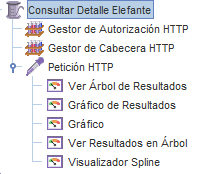 Consultar Detalle Elefante
Gestor de Autorización HTTP
Gestor de Cabecera HTTP
Petición HTTP
Ver Árbol de Resultados
Gráfico de Resultados
Gráfico
Ver Resultados en Árbol
Visualizador Spline